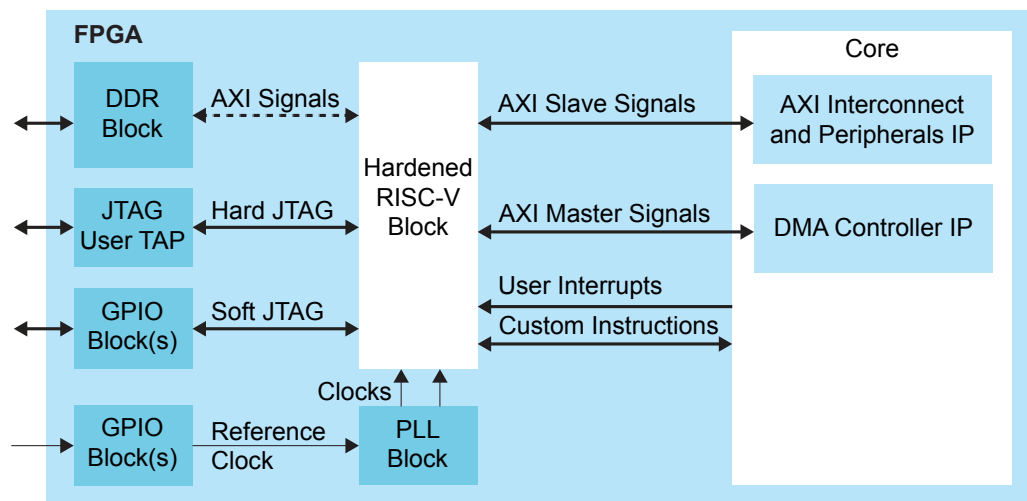 FPGA
Core
DDR
Block
AXI Signals
Hardened
RISC-V
Block
AXI Slave Signals
AXI Interconnect
and Peripherals IP
JTAG
User TAP
Hard JTAG
AXI Master Signals
DMA Controller IP
GPIO
Block(s)
Soft JTAG
User Interrupts
Custom Instructions
Clocks
GPIO
Block(s)
Reference
Clock
PLL
Block